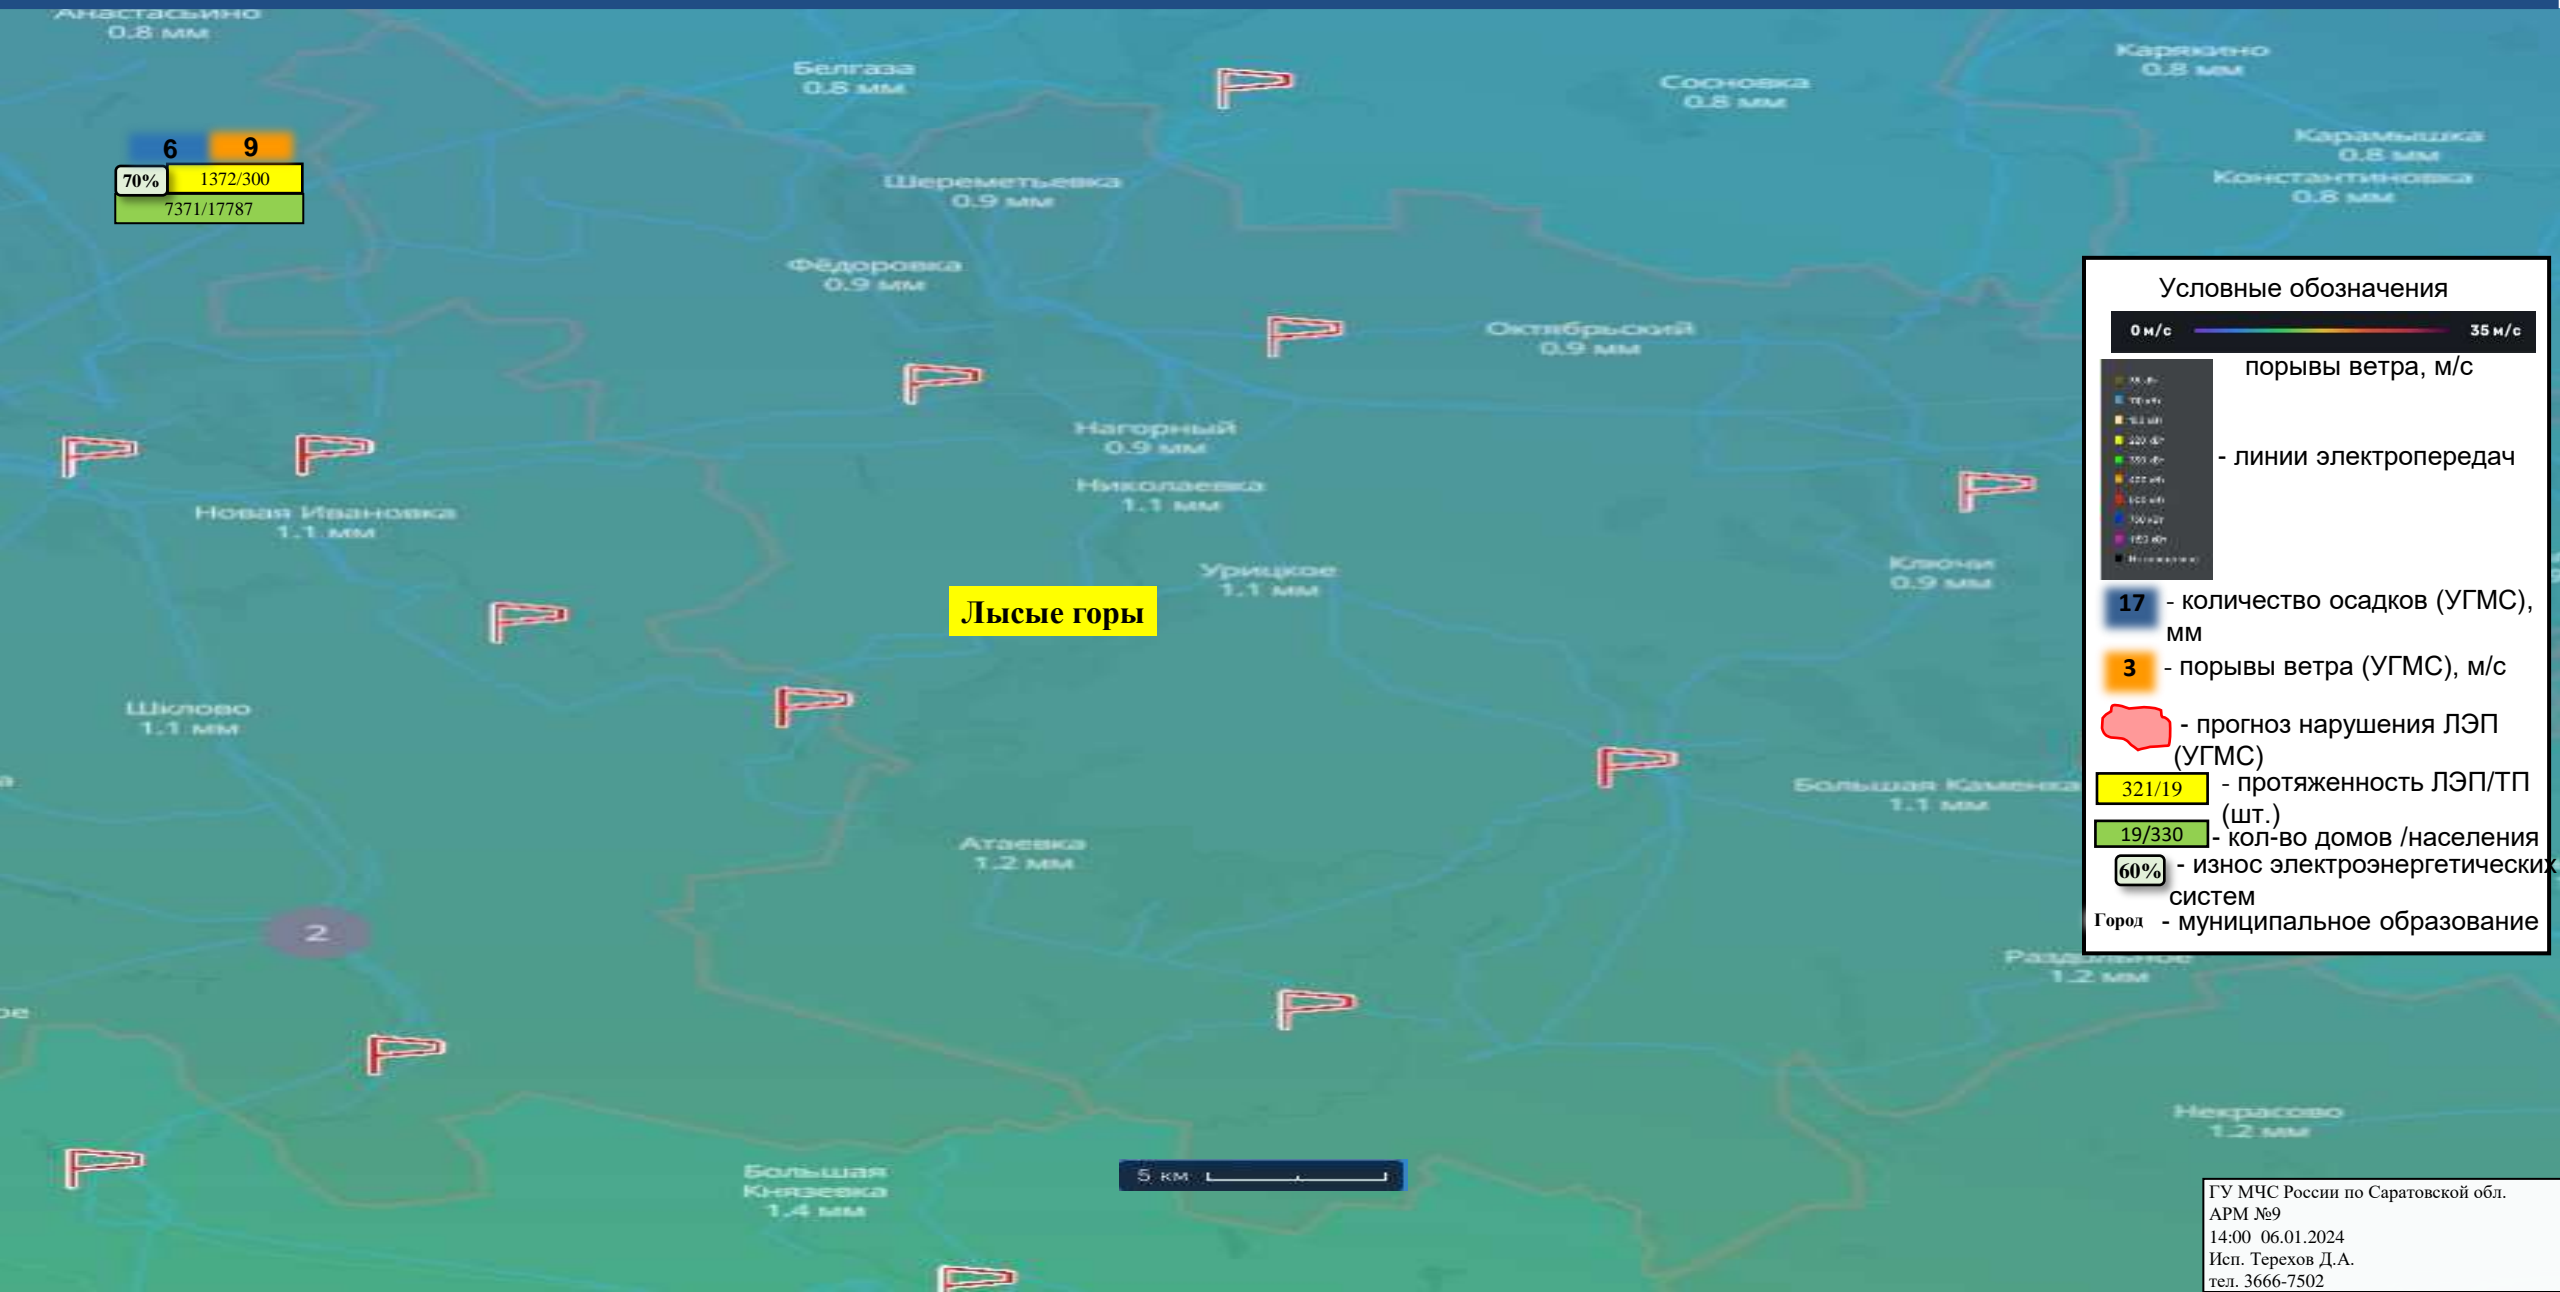 Анастасьино
0.8 мм
Белгаза
0.8 мм
Сосновка
0.8 мм
Карякино
0.8 мм
Карамышка
0.8 мм
Константиновка
0.8 мм
6 9
70% 1372/300
7371/17787
Шереметьевка
0.9 мм
Фёдоровка
0.9 мм
Октябрьский
0.9 мм
Нагорный
0.9 мм
Николаевка
1.1 мм
Новая Ивановка
1.1 мм
Урицкое
1.1 мм
Ключи
0.9 мм
Лысые горы
Шклово
1.1 мм
Большая Каменка
1.1 мм
Атаевка
1.2 мм
2
Раздольное
1.2 мм
Некрасово
1.2 мм
Большая
Князевка
1.4 мм
5 км
Условные обозначения
0 м/с 35 м/с
порывы ветра, м/с
- линии электропередач
17 - количество осадков (УГМС),
мм
3 - порывы ветра (УГМС), м/с
- прогноз нарушения ЛЭП
(УГМС)
321/19 - протяженность ЛЭП/ТП
(шт.)
19/330 - кол-во домов /населения
60% - износ электроэнергетических
систем
Город - муниципальное образование
ГУ МЧС России по Саратовской обл.
АРМ №9
14:00 06.01.2024
Исп. Терехов Д.А.
тел. 3666-7502